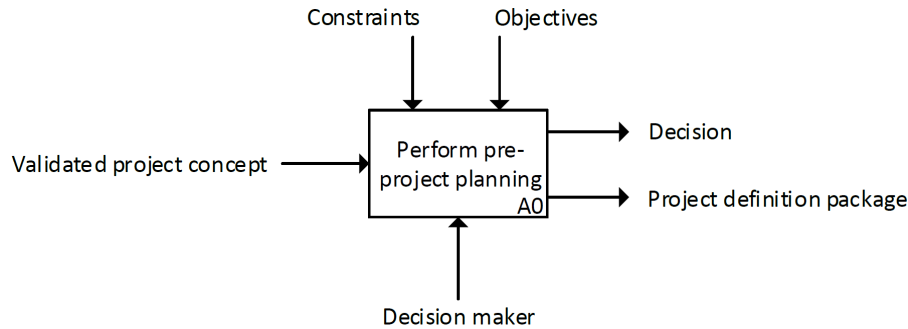 Constraints
Objectives
Validated project concept
Perform pre-
project planning
A0
Decision
Project definition package
Decision maker